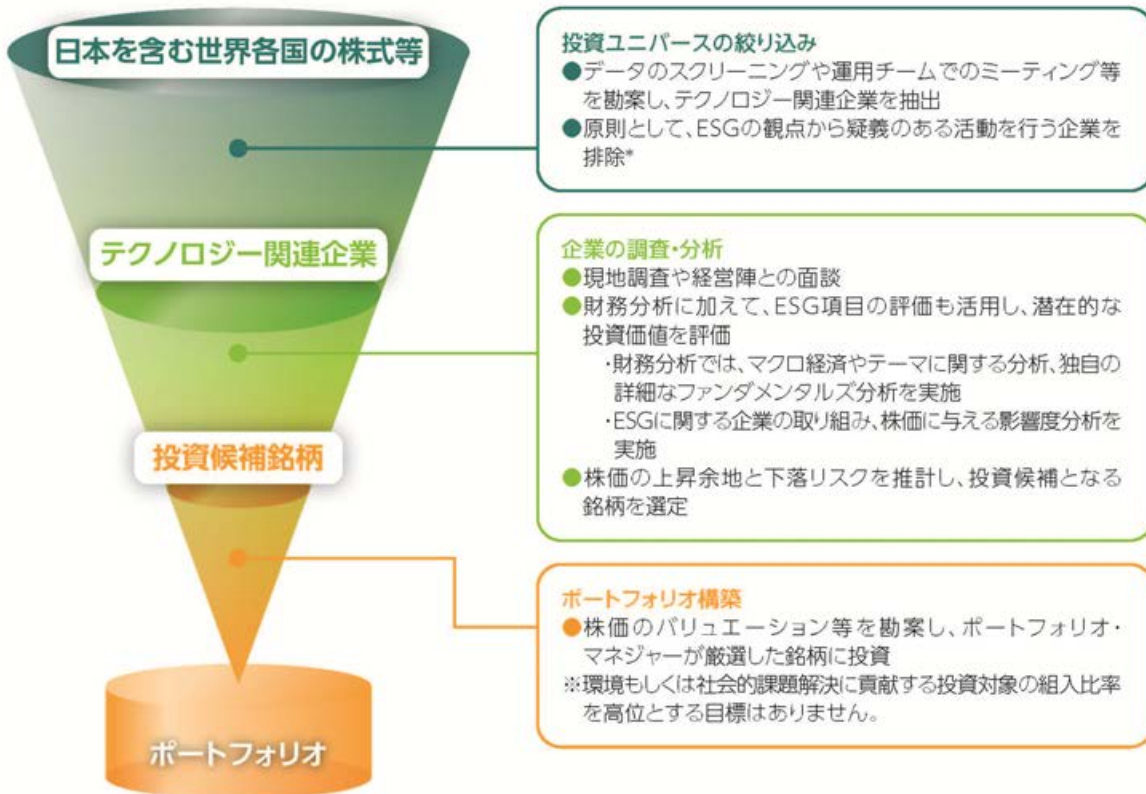 日本を含む世界各国の株式等
テクノロジー関連企業
投資候補銘柄
ポートフォリオ
投資ユニバースの絞り込み
●データのスクリーニングや運用チームでのミーティング等
を勘案し、テクノロジー関連企業を抽出
●原則として、ESGの観点から疑義のある活動を行う企業を
排除*
企業の調査・分析
●現地調査や経営陣との面談
●財務分析に加えて、ESG項目の評価も活用し、潜在的な
投資価値を評価
・財務分析では、マクロ経済やテーマに関する分析、独自の
詳細なファンダメンタルズ分析を実施
・ESGに関する企業の取り組み、株価に与える影響度分析を
実施
●株価の上昇余地と下落リスクを推計し、投資候補となる
銘柄を選定
ポートフォリオ構築
●株価のバリュエーション等を勘案し、ポートフォリオ・
マネジャーが厳選した銘柄に投資
※環境もしくは社会的課題解決に貢献する投資対象の組入比率
を高位とする目標はありません。